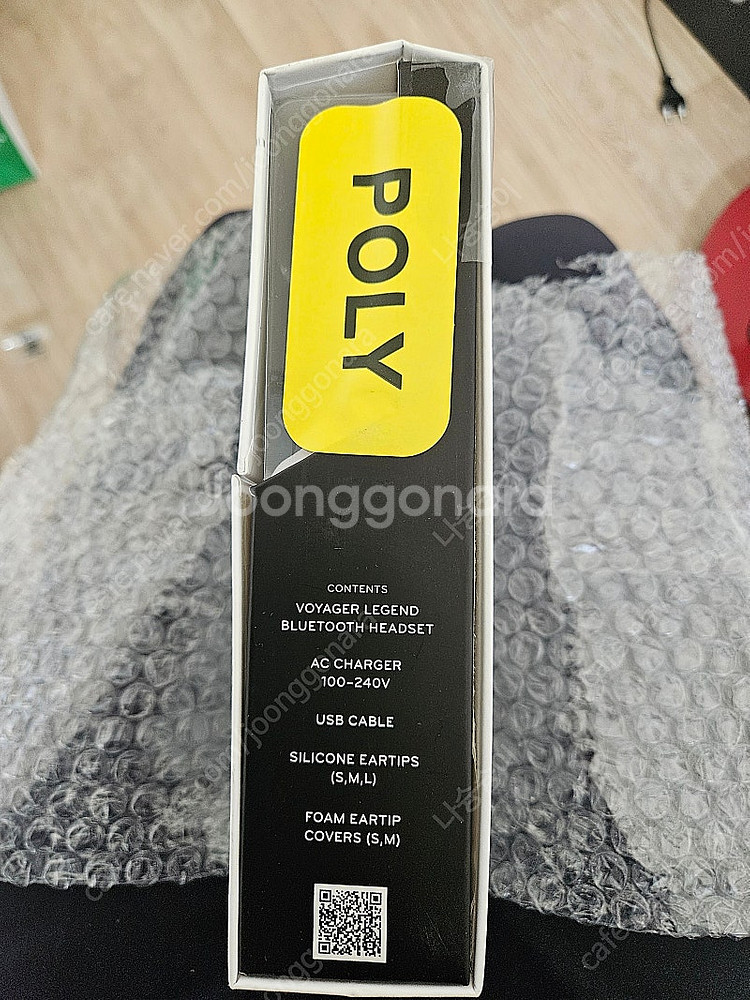 POLY
Joonggonara
CONTENTS
VOYAGER LEGEND
BLUETOOTH HEADSET
AC CHARGER
100-240V
USB CABLE
SILICONE EARTIPS
(S,M,L)
FOAM EARTIP
COVERS (S,M)